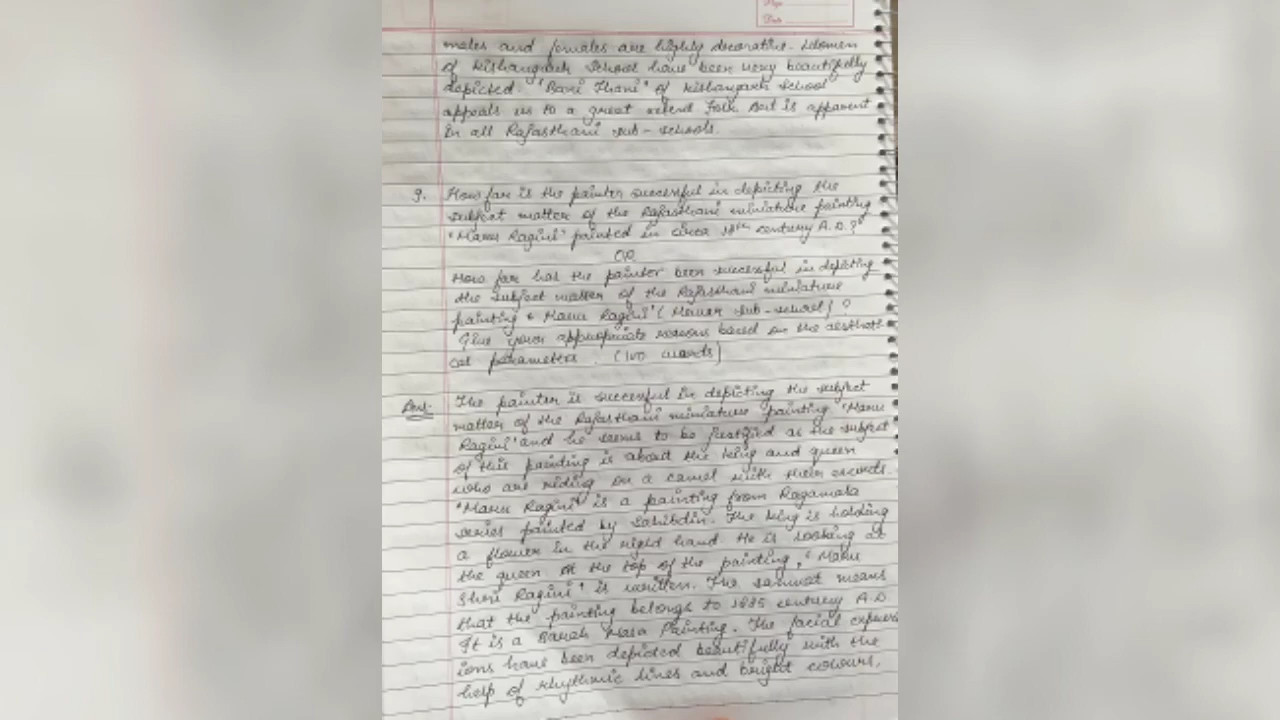 Page
Date
males and females are highly decorative. Women
of Kishangarh School have been very beautifully
depicted. 'Bani Thani' of Kishangarh School
appeals us to a great extend Folk Art is apparent
in all Rajasthani sub-schools.
9. How far is the painter successful in depicting the
subject matter of the Rajasthani miniature painting
"Maru Ragini" painted in circa 18th century A.D.?
OR
How far has the painter been successful in depicting
the subject matter of the Rajasthani miniature
painting "Maru Ragini" (Mewar sub-school)?
Give your appropriate reasons based on the aesthet
cal parameters. (100 words)
Ans:- The painter is successful in depicting the subject
matter of the Rajasthani miniature painting 'Maru
Ragini' and he seems to be justified as the subject
of this painting is about the king and queen
who are riding on a camel with their
"Maru Ragini" is a painting from Ragamala
series painted by Sahibdin. The king is holding
a flower in the right hand He is looking at
the queen. At the top of the painting, "Maru
Shri Ragini" is written. The samvat means
that the painting belongs to century A.D
It is a Barah Masa Painting. The facial express
ions have been depicted beautifully with the
help of rhythmic lines and bright colours.